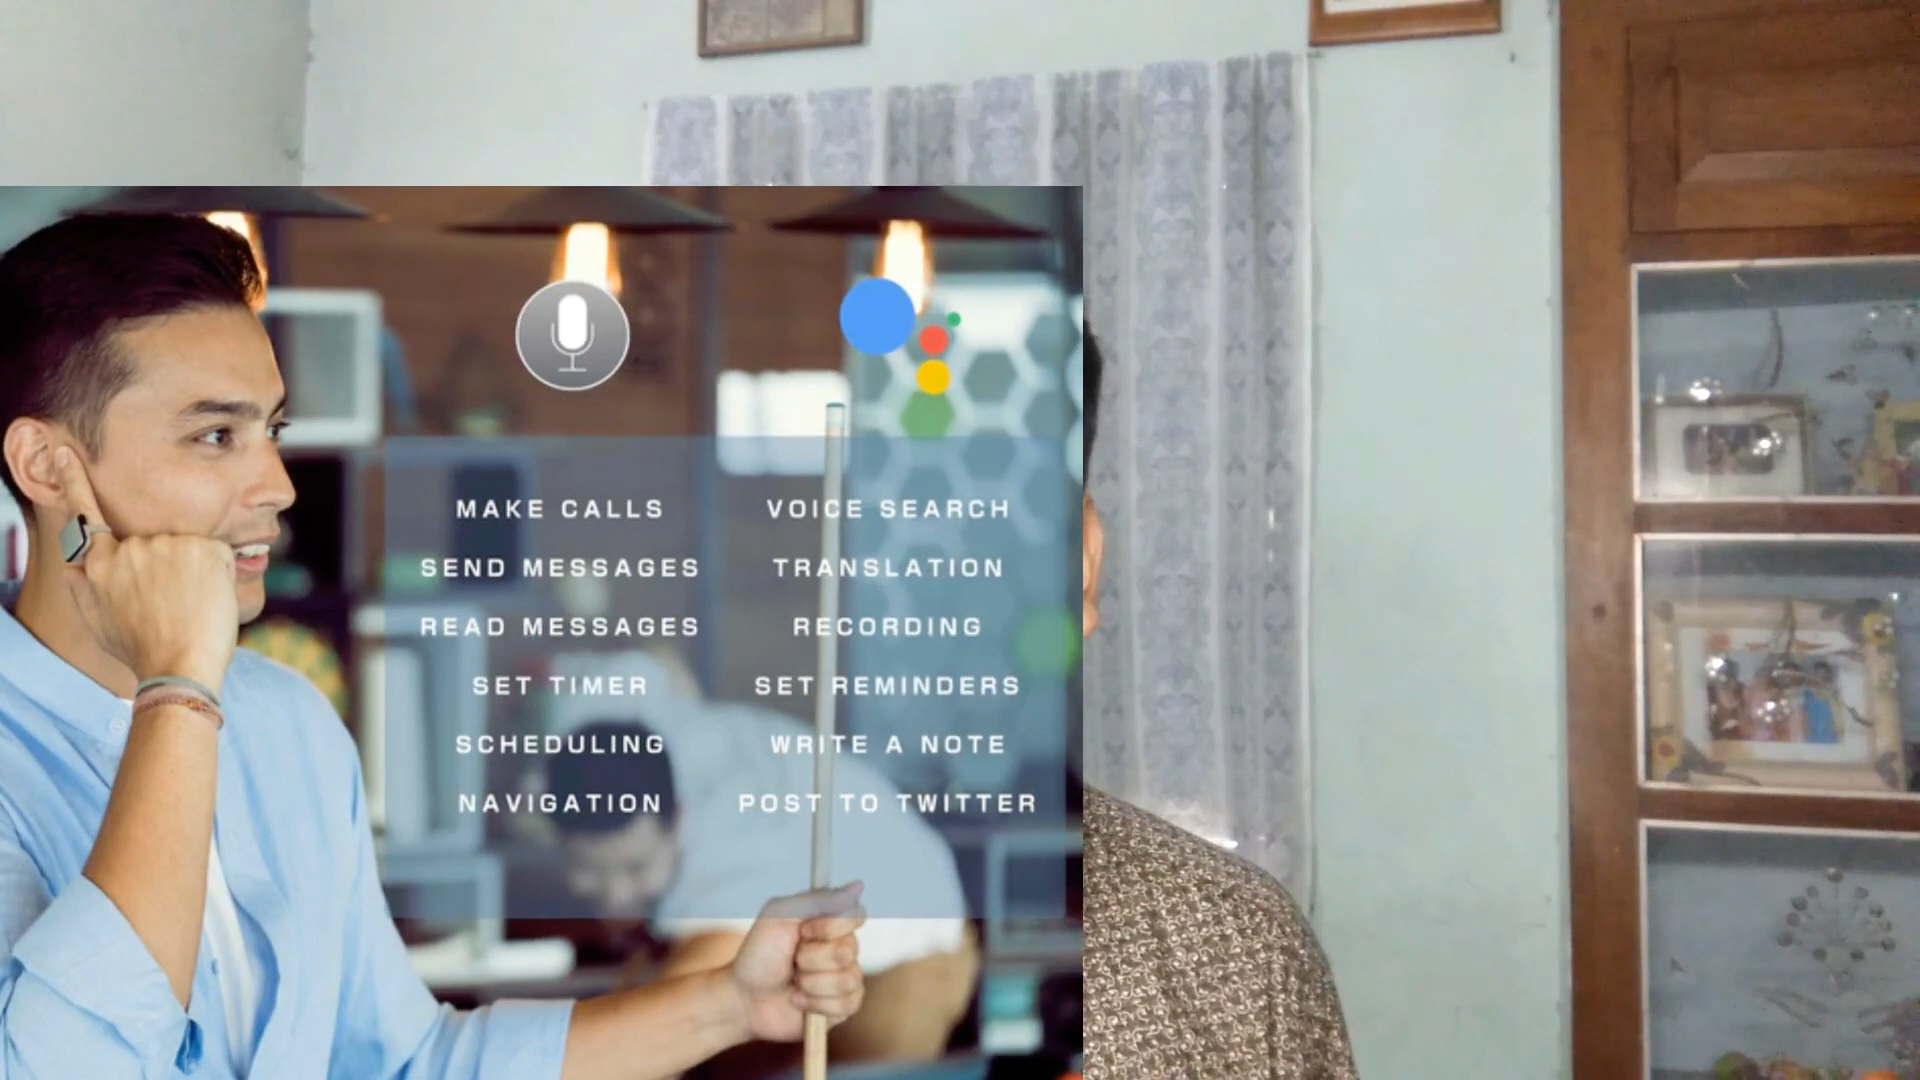 MAKE CALLS
SEND MESSAGES
READ MESSAGES
SET TIMER
SCHEDULING
NAVIGATION
VOICE SEARCH
TRANSLATION
RECORDING
SET REMINDERS
WRITE A NOTE
POST TO TWITTER